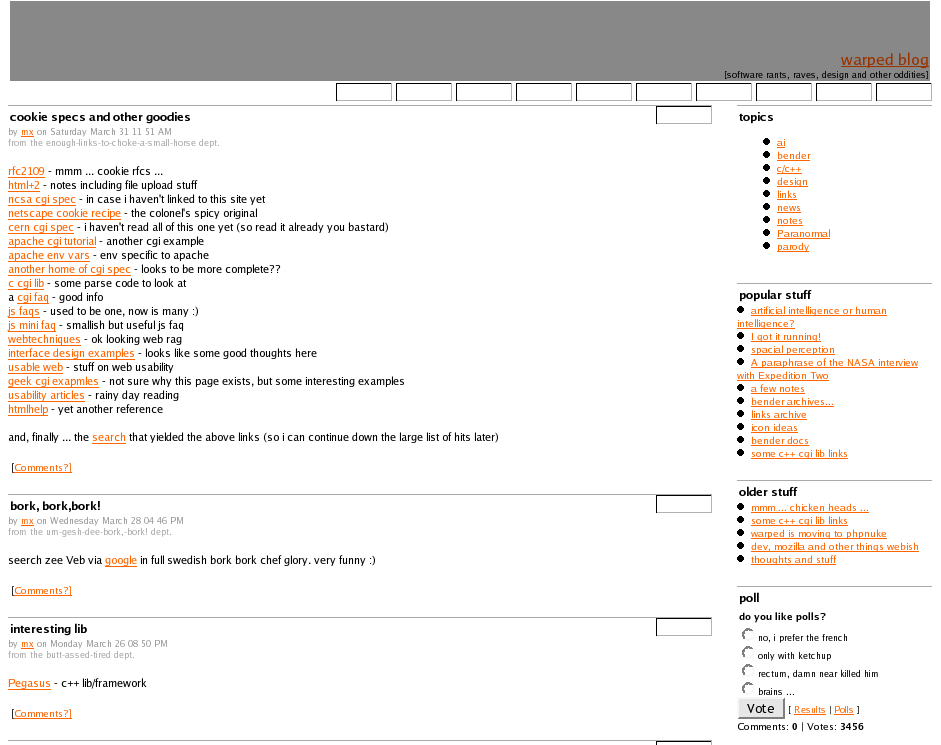 warped blog
[software rants, raves, design and other oddities]
cookie specs and other goodies
by mx on Saturday March 31 11 51 AM
from the enough-links-to-choke-a-small-horse dept.
rfc2109 - mmm ... cookie rfcs ...
html+2 - notes including file upload stuff
ncsa cgi spec - in case i haven't linked to this site yet
netscape cookie recipe - the colonel's spicy original
cern cgi spec - i haven't read all of this one yet (so read it already you bastard)
apache cgi tutorial - another cgi example
apache env vars - env specific to apache
another home of cgi spec - looks to be more complete??
c cgi lib - some parse code to look at
a cgi faq - good info
js faqs - used to be one, now is many :)
js mini faq - smallish but useful js faq
webtechniques - ok looking web rag
interface design examples - looks like some good thoughts here
usable web - stuff on web usability
geek cgi exapmles - not sure why this page exists, but some interesting examples
usability articles - rainy day reading
htmlhelp - yet another reference
and, finally ... the search that yielded the above links (so i can continue down the large list of hits later)
[Comments?]
bork, bork,bork!
by mx on Wednesday March 28 04 46 PM
from the um-gesh-dee-bork,-bork! dept.
seerch zee Veb via google in full swedish bork bork chef glory. very funny :)
[Comments?]
interesting lib
by mx on Monday March 26 08 50 PM
from the butt-assed-tired dept.
Pegasus - c++ lib/framework
[Comments?]
topics
ai
bender
c/c++
design
links
news
notes
Paranormal
parody
popular stuff
artificial intelligence or human
intelligence?
I got it running!
spacial perception
A paraphrase of the NASA interview
with Expedition Two
a few notes
bender archives...
links archive
icon ideas
bender docs
some c++ cgi lib links
older stuff
mmm ... chicken heads ...
some c++ cgi lib links
warped is moving to phpnuke
dev, mozilla and other things webish
thoughts and stuff
poll
do you like polls?
no, i prefer the french
only with ketchup
rectum, damn near killed him
brains ...
Vote [ Results | Polls ]
Comments: 0 | Votes: 3456